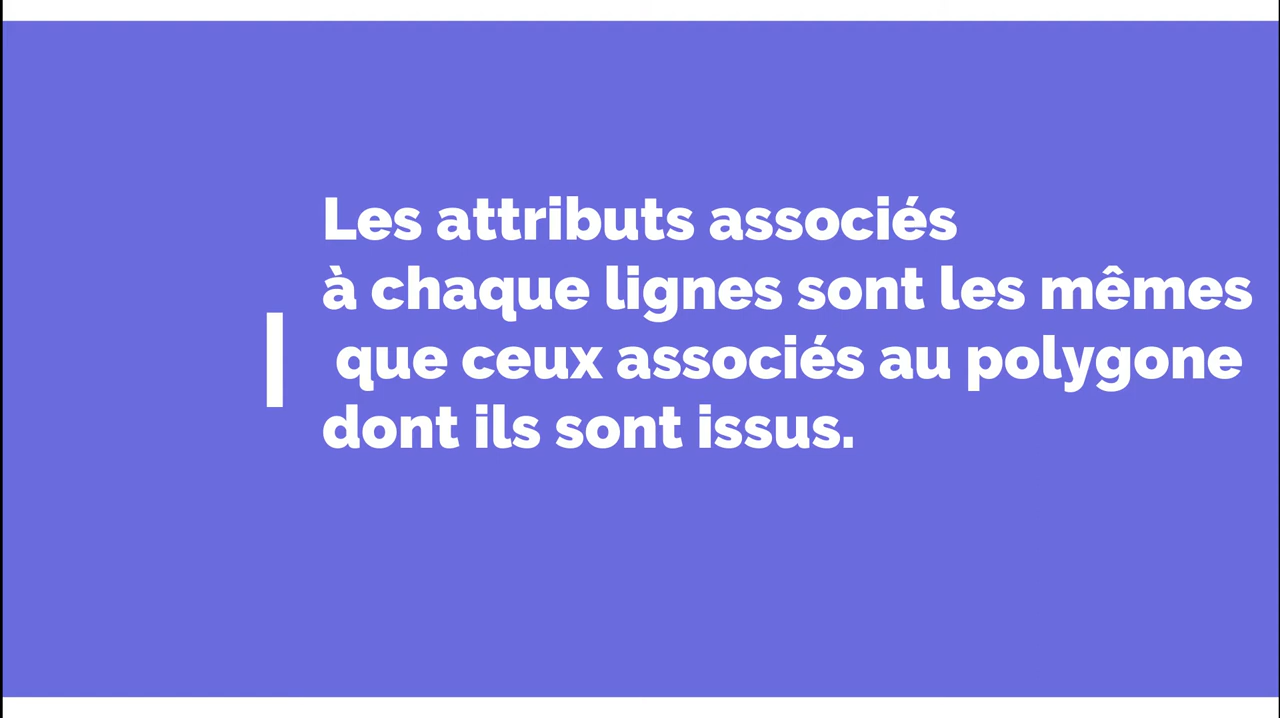 Les attributs associés
à chaque lignes sont les mêmes
que ceux associés au polygone
dont ils sont issus.